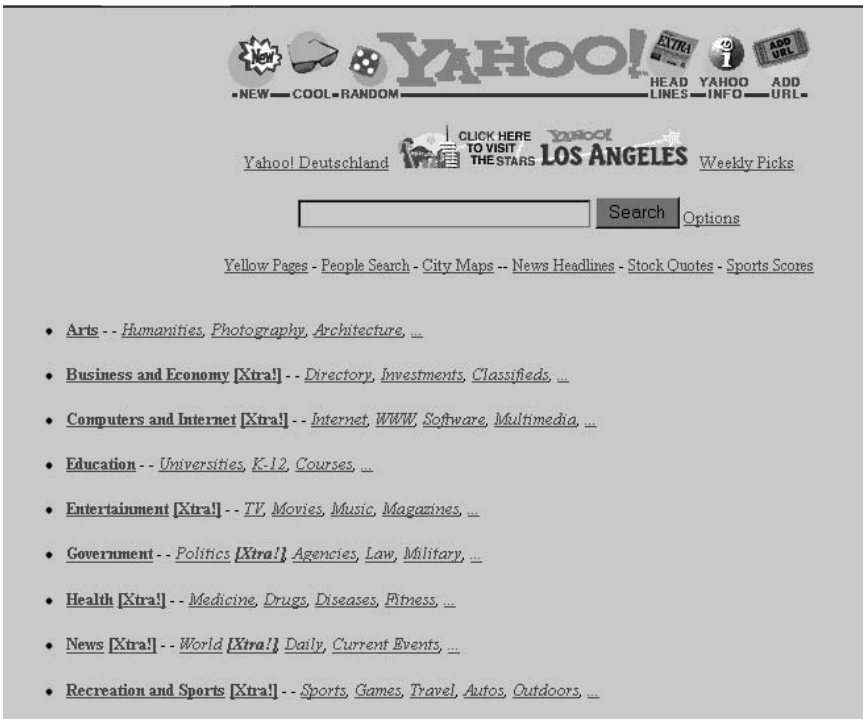 New YAHOO! EXTRA i ADD URL
NEW COOL RANDOM HEAD LINES YAHOO INFO ADD URL
Yahoo! Deutschland CLICK HERE TO VISIT THE STARS YAHOO! LOS ANGELES Weekly Picks
Search Options
Yellow Pages - People Search - City Maps -- News Headlines - Stock Quotes - Sports Scores
• Arts - - Humanities, Photography, Architecture, ...
• Business and Economy [Xtra!] - - Directory, Investments, Classifieds, ...
• Computers and Internet [Xtra!] - - Internet, WWW, Software, Multimedia, ...
• Education - - Universities, K-12, Courses, ...
• Entertainment [Xtra!] - - TV, Movies, Music, Magazines, ...
• Government - - Politics [Xtra!], Agencies, Law, Military, ...
• Health [Xtra!] - - Medicine, Drugs, Diseases, Fitness, ...
• News [Xtra!] - - World [Xtra!], Daily, Current Events, ...
• Recreation and Sports [Xtra!] - - Sports, Games, Travel, Autos, Outdoors, ...